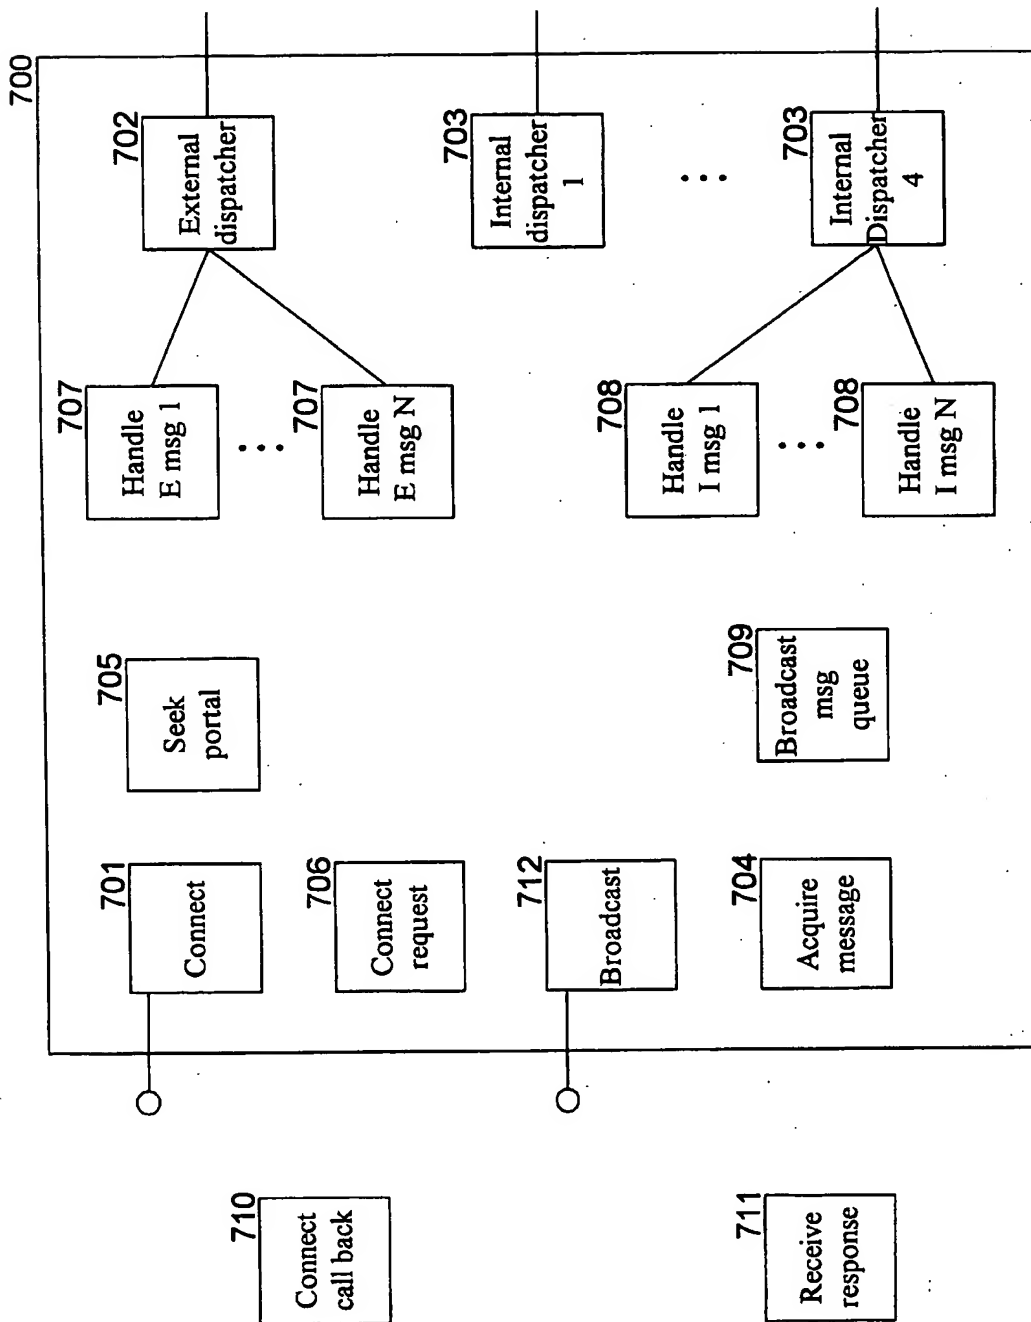 700
710
Connect
call back
711
Receive
response
701
Connect
706
Connect
request
712
Broadcast
704
Acquire
message
705
Seek
portal
709
Broadcast
msg
queue
707
Handle
E msg 1
707
Handle
E msg N
708
Handle
I msg 1
708
Handle
I msg N
702
External
dispatcher
703
Internal
dispatcher
1
703
Internal
Dispatcher
4